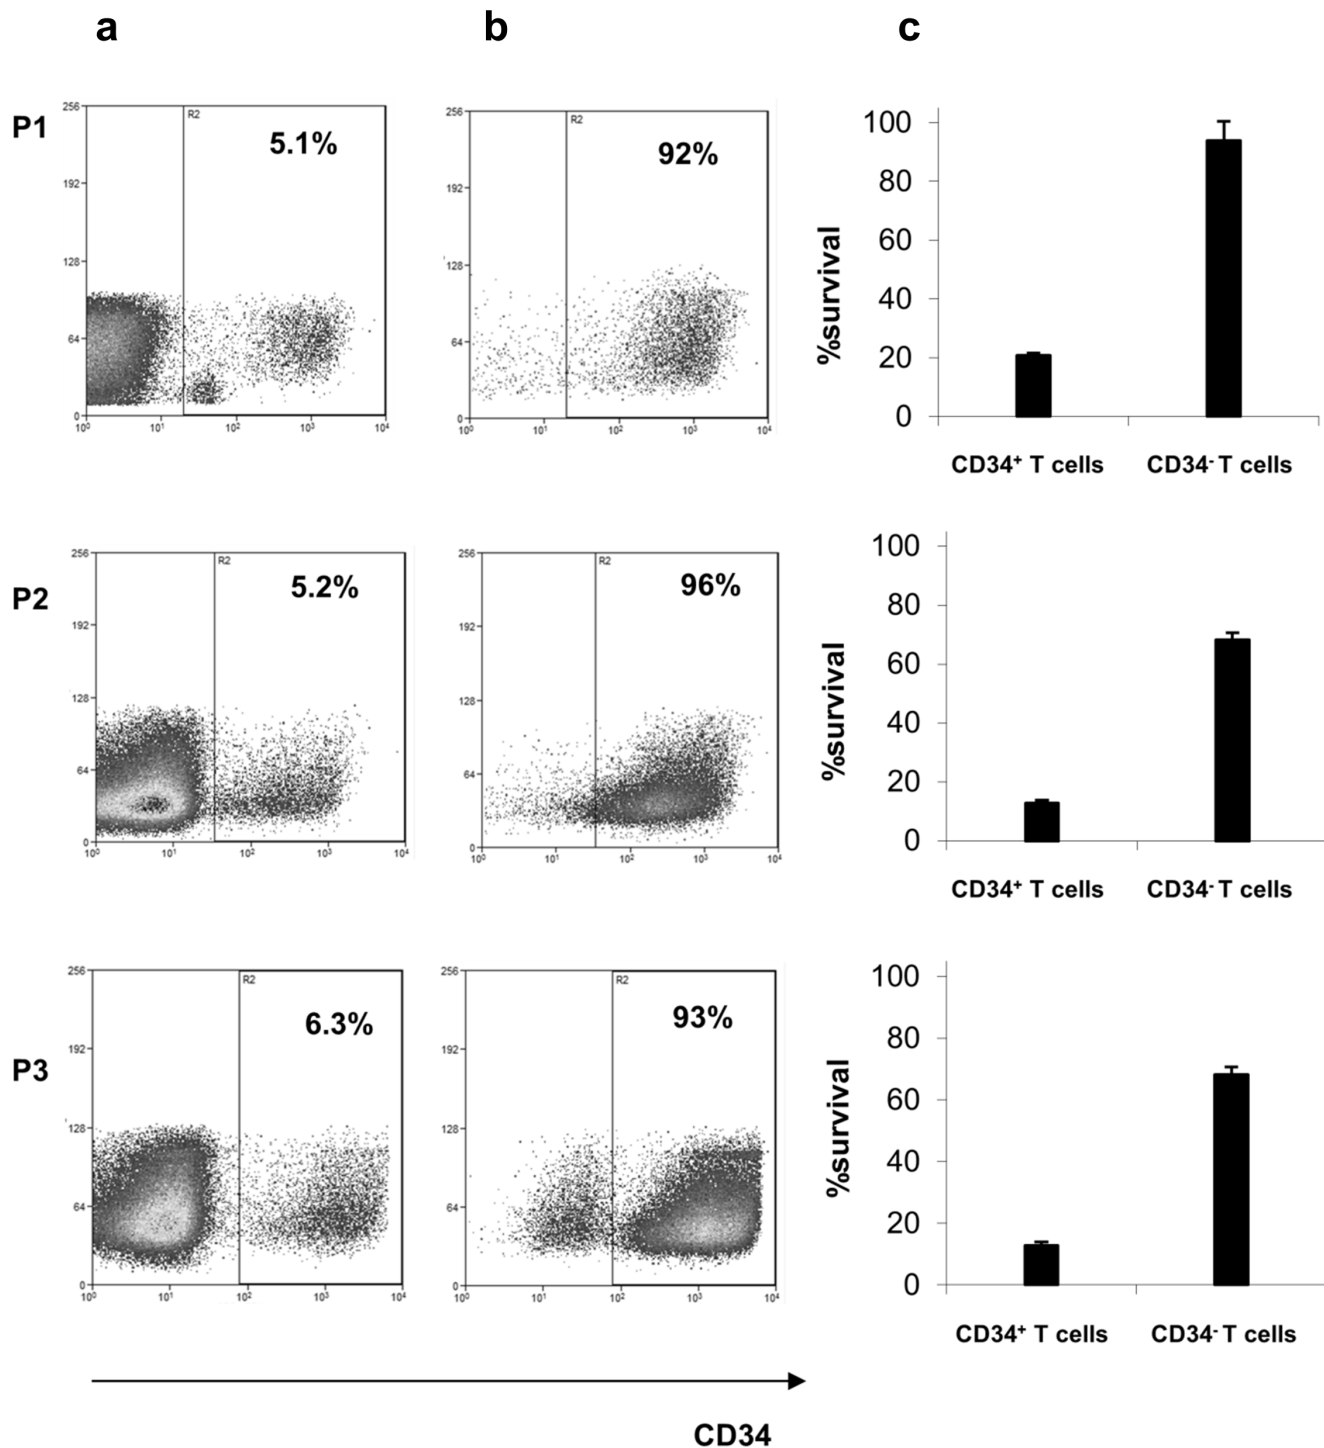 a b c
P1
256
192
128
64
0
R2
5.1%
10⁰ 10¹ 10² 10³ 10⁴
256
192
128
64
0
R2
92%
10⁰ 10¹ 10² 10³ 10⁴
%survival
100
80
60
40
20
0
CD34⁺ T cells CD34⁻ T cells
P2
256
192
128
64
0
R2
5.2%
10⁰ 10¹ 10² 10³ 10⁴
256
192
128
64
0
R2
96%
10⁰ 10¹ 10² 10³ 10⁴
%survival
100
80
60
40
20
0
CD34⁺ T cells CD34⁻ T cells
P3
256
192
128
64
0
R2
6.3%
10⁰ 10¹ 10² 10³ 10⁴
256
192
128
64
0
R2
93%
10⁰ 10¹ 10² 10³ 10⁴
%survival
100
80
60
40
20
0
CD34⁺ T cells CD34⁻ T cells
CD34